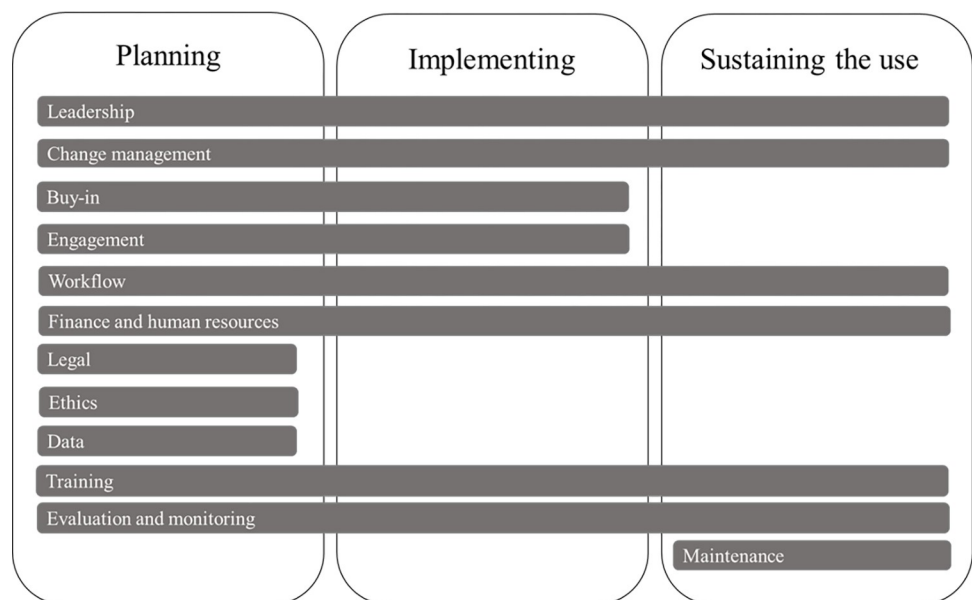 Planning
Implementing
Sustaining the use
Leadership
Change management
Buy-in
Engagement
Workflow
Finance and human resources
Legal
Ethics
Data
Training
Evaluation and monitoring
Maintenance